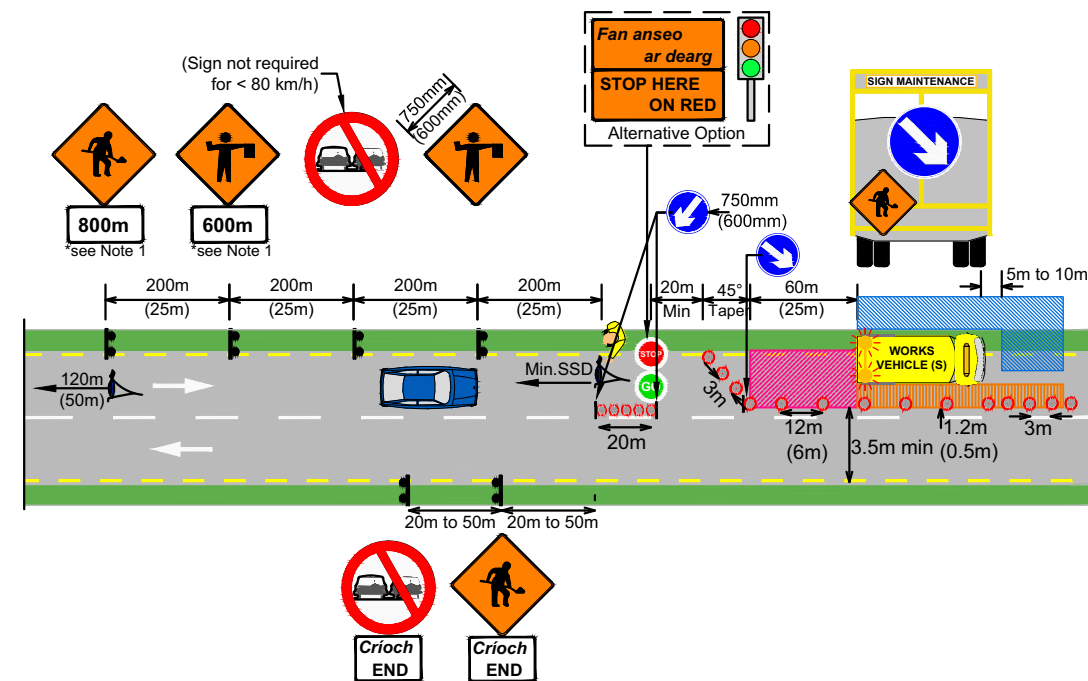 Fan anseo
ar dearg
STOP HERE
ON RED
Alternative Option
(Sign not required
for < 80 km/h)
750mm
(600mm)
SIGN MAINTENANCE
800m
*see Note 1
600m
*see Note 1
750mm
(600mm)
200m
(25m)
200m
(25m)
200m
(25m)
200m
(25m)
20m
Min
45°
Taper
60m
(25m)
5m to 10m
120m
(50m)
Min.SSD
STOP
GO
WORKS
VEHICLE (S)
3m
20m
12m
(6m)
3.5m min
1.2m
(0.5m)
3m
20m to 50m
20m to 50m
Críoch
END
Críoch
END